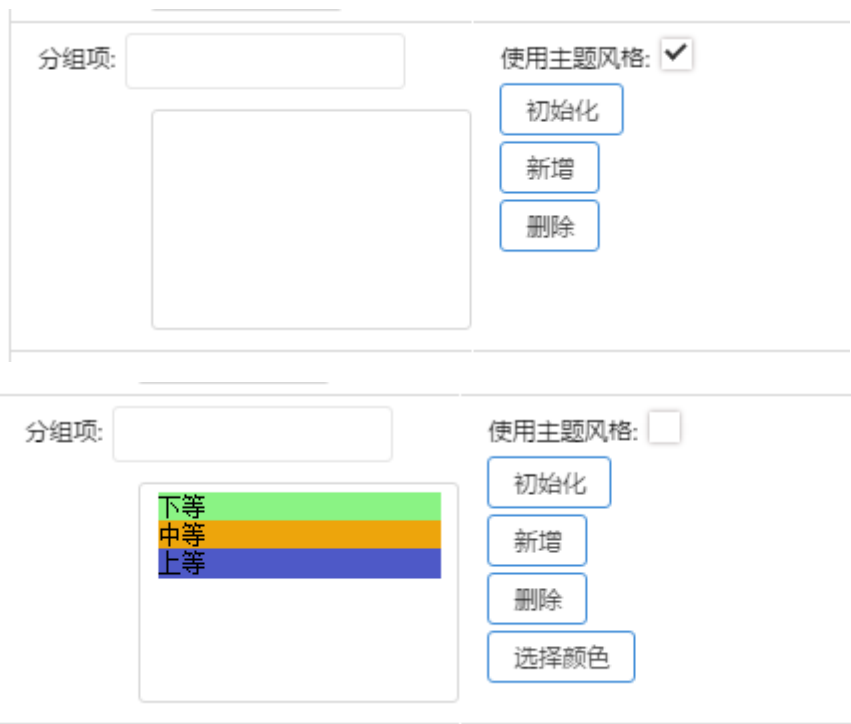 分组项:
使用主题风格:
初始化
新增
删除
分组项:
使用主题风格:
下等
中等
上等
初始化
新增
删除
选择颜色